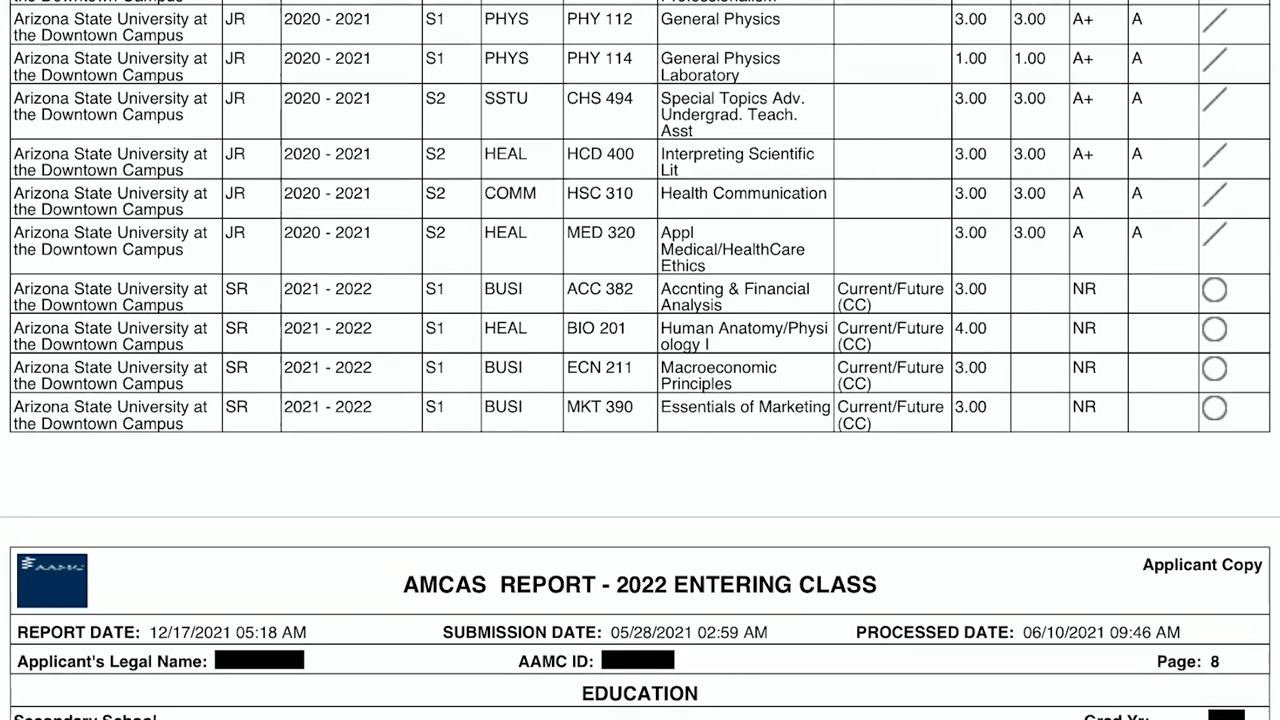 Professionalism
Arizona State University at JR 2020 - 2021 S1 PHYS PHY 112 General Physics 3.00 3.00 A+ A
the Downtown Campus
Arizona State University at JR 2020 - 2021 S1 PHYS PHY 114 General Physics 1.00 1.00 A+ A
the Downtown Campus Laboratory
Arizona State University at JR 2020 - 2021 S2 SSTU CHS 494 Special Topics Adv. 3.00 3.00 A+ A
the Downtown Campus Undergrad. Teach.
Asst
Arizona State University at JR 2020 - 2021 S2 HEAL HCD 400 Interpreting Scientific 3.00 3.00 A+ A
the Downtown Campus Lit
Arizona State University at JR 2020 - 2021 S2 COMM HSC 310 Health Communication 3.00 3.00 A A
the Downtown Campus
Arizona State University at JR 2020 - 2021 S2 HEAL MED 320 Appl 3.00 3.00 A A
the Downtown Campus Medical/HealthCare
Ethics
Arizona State University at SR 2021 - 2022 S1 BUSI ACC 382 Accnting & Financial Current/Future 3.00 NR
the Downtown Campus Analysis (CC)
Arizona State University at SR 2021 - 2022 S1 HEAL BIO 201 Human Anatomy/Physi Current/Future 4.00 NR
the Downtown Campus ology I (CC)
Arizona State University at SR 2021 - 2022 S1 BUSI ECN 211 Macroeconomic Current/Future 3.00 NR
the Downtown Campus Principles (CC)
Arizona State University at SR 2021 - 2022 S1 BUSI MKT 390 Essentials of Marketing Current/Future 3.00 NR
the Downtown Campus (CC)
AAMC
Applicant Copy
AMCAS REPORT - 2022 ENTERING CLASS
REPORT DATE: 12/17/2021 05:18 AM SUBMISSION DATE: 05/28/2021 02:59 AM PROCESSED DATE: 06/10/2021 09:46 AM
Applicant's Legal Name: AAMC ID: Page: 8
EDUCATION
Secondary School Grad Yr: